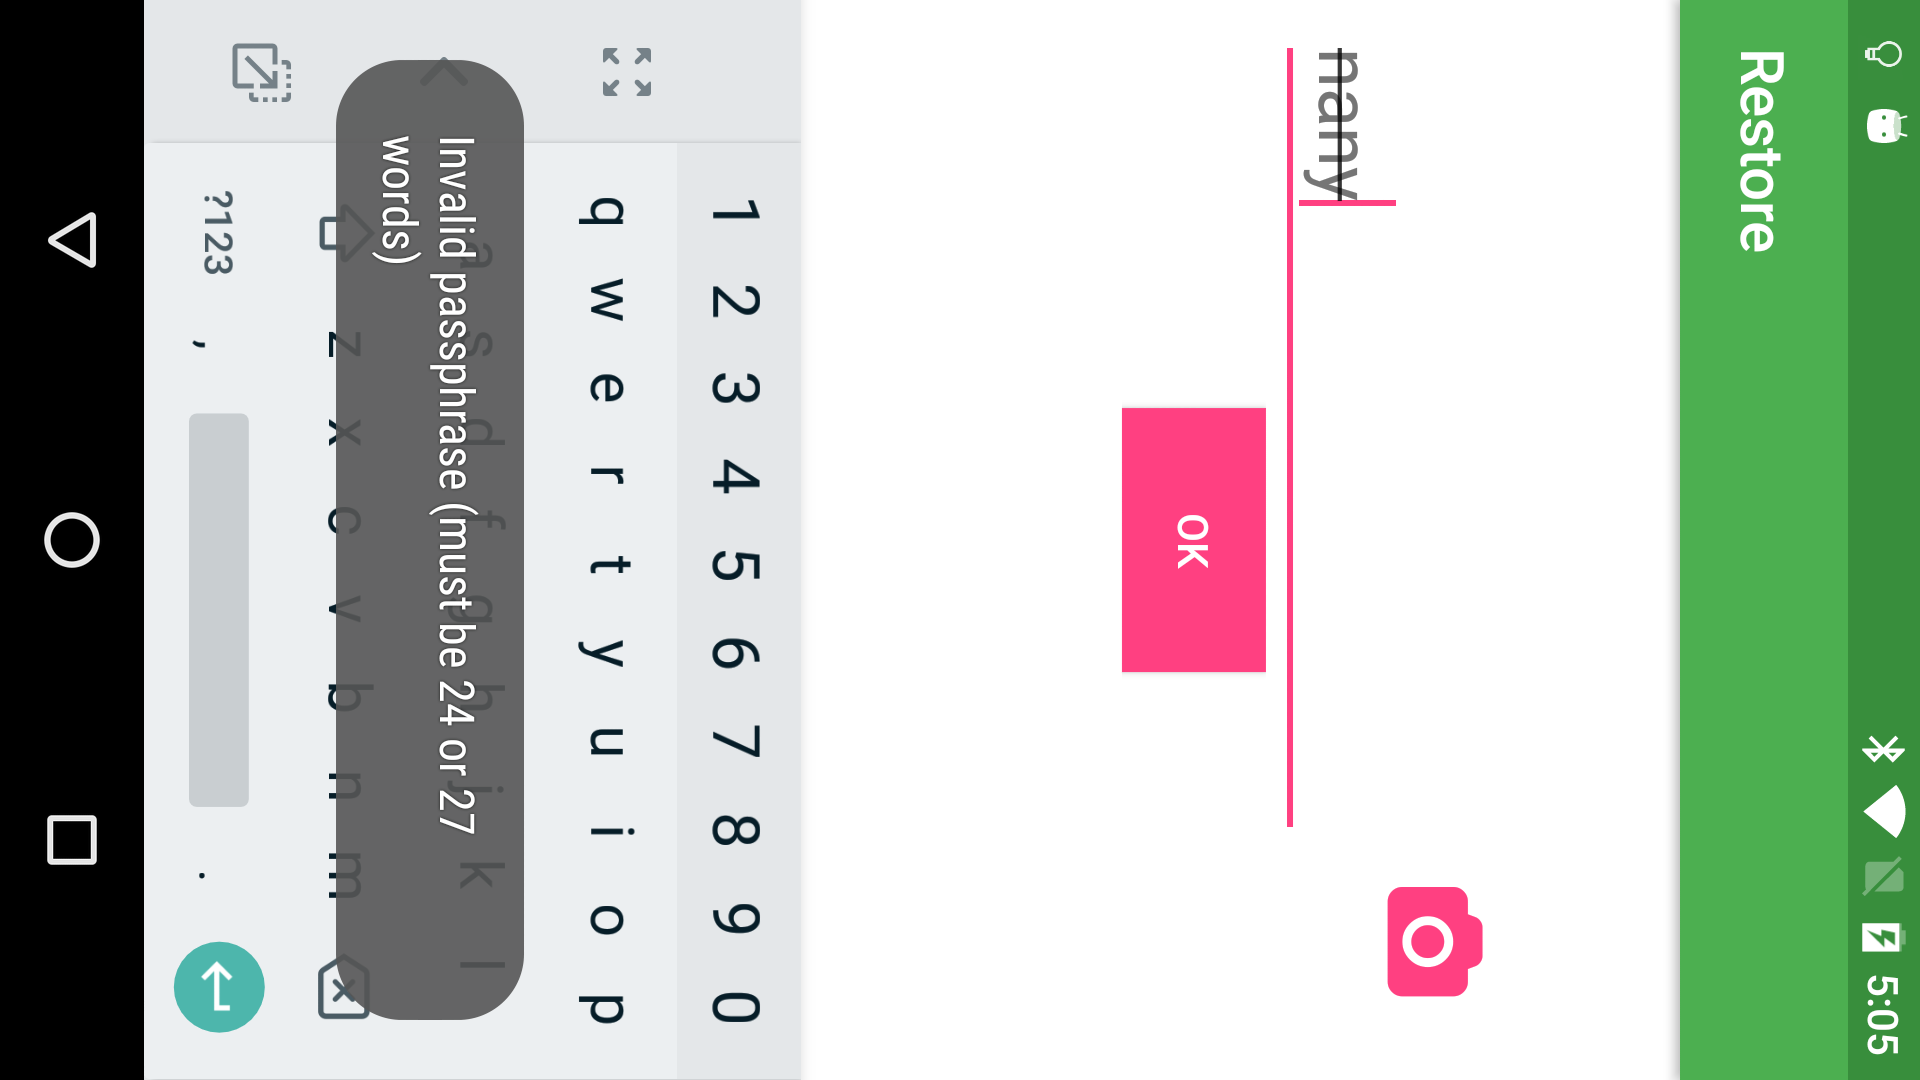 5:05
Restore
many
OK
1 2 3 4 5 6 7 8 9 0
q w e r t y u i o p
a s d f g h j k l
z x c v b n m
?123 , .
Invalid passphrase (must be 24 or 27
words)